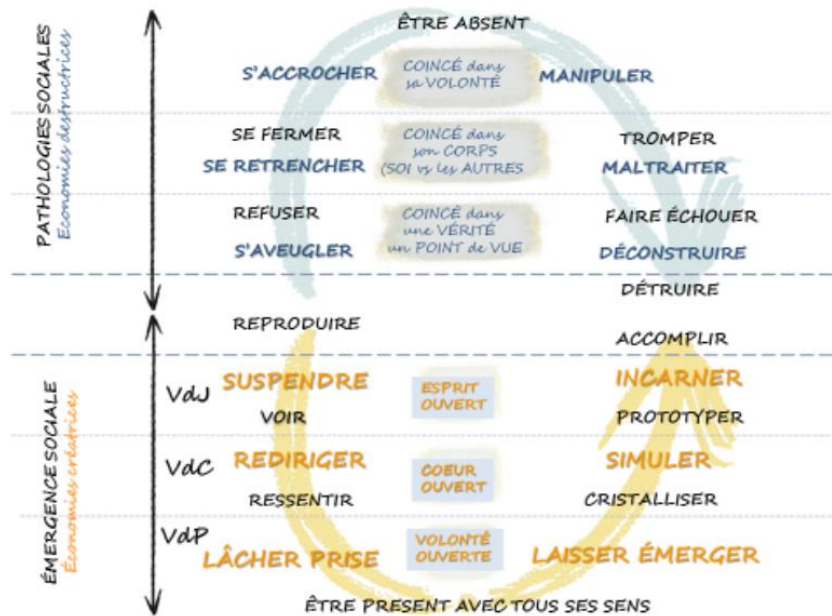 ÊTRE ABSENT
S'ACCROCHER
COINCÉ dans
sa VOLONTÉ
MANIPULER
SE FERMER
SE RETRENCHER
COINCÉ dans
son CORPS
(SOI vs les AUTRES
TROMPER
MALTRAITER
REFUSER
S'AVEUGLER
COINCÉ dans
une VÉRITÉ
un POINT de VUE
FAIRE ÉCHOUER
DÉCONSTRUIRE
DÉTRUIRE
PATHOLOGIES SOCIALES
Économies destructrices
REPRODUIRE
ACCOMPLIR
VdJ
SUSPENDRE
VOIR
ESPRIT
OUVERT
INCARNER
PROTOTYPER
VdC
REDIRIGER
RESSENTIR
COEUR
OUVERT
SIMULER
CRISTALLISER
VdP
LÂCHER PRISE
VOLONTÉ
OUVERTE
LAISSER ÉMERGER
ÊTRE PRESENT AVEC TOUS SES SENS
ÉMERGENCE SOCIALE
Économies créatrices